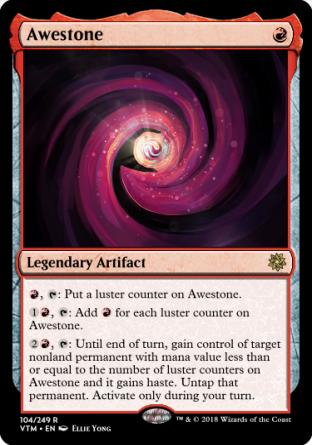 Awestone
Legendary Artifact
, : Put a luster counter on Awestone.
1 , : Add for each luster counter on
Awestone.
2 , : Until end of turn, gain control of target
nonland permanent with mana value less than
or equal to the number of luster counters on
Awestone and it gains haste. Untap that
permanent. Activate only during your turn.
104/249 R
VTM • EN Ellie Yong
™ & © 2018 Wizards of the Coast